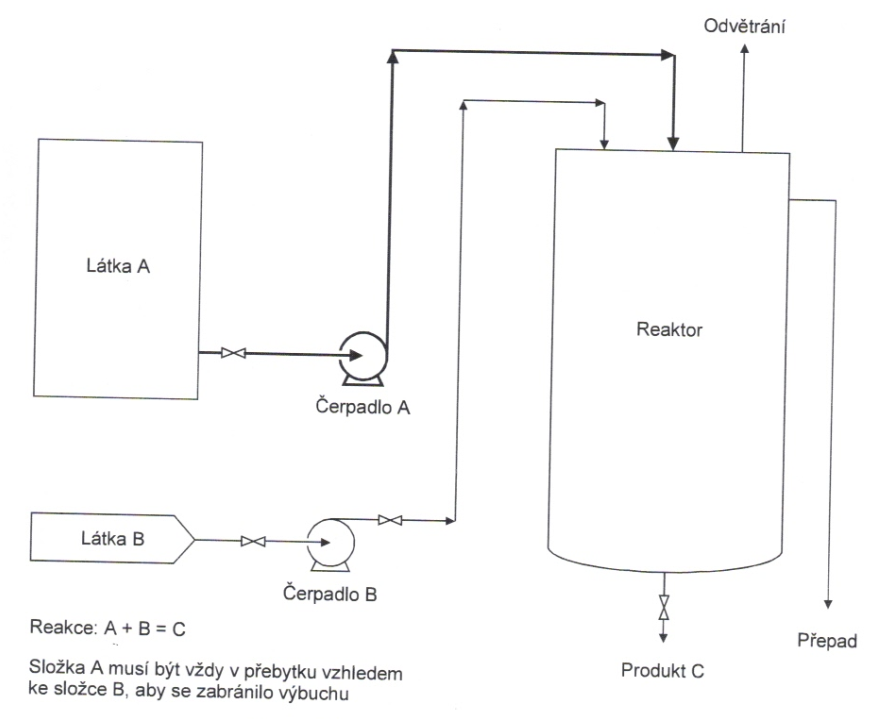 Odvětrání
Látka A
Reaktor
Čerpadlo A
Látka B
Čerpadlo B
Reakce: A + B = C
Přepad
Složka A musí být vždy v přebytku vzhledem
ke složce B, aby se zabránilo výbuchu
Produkt C